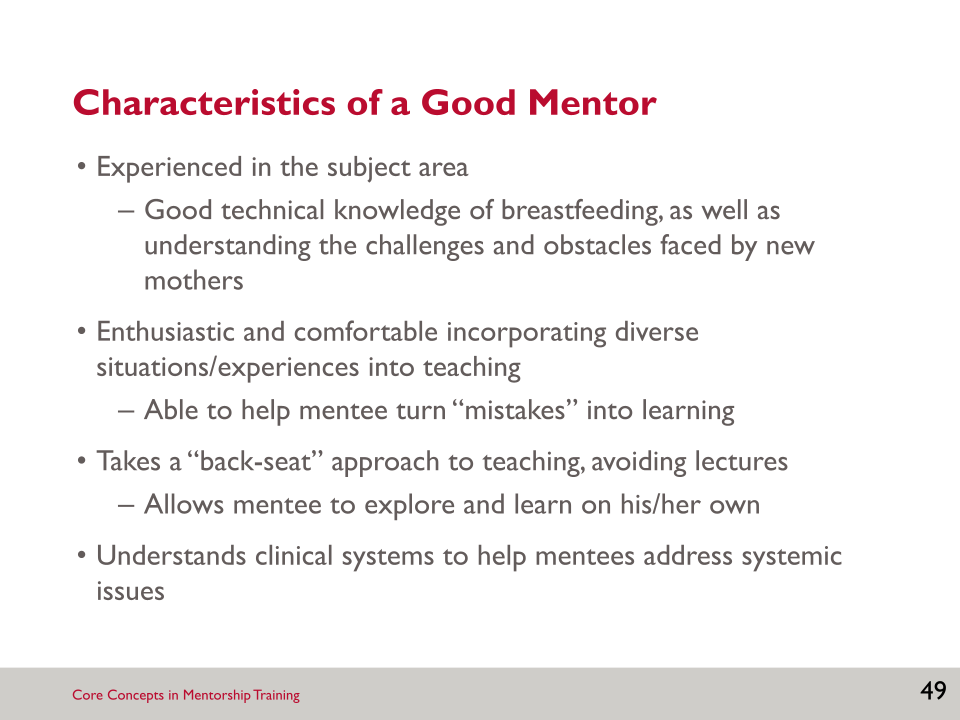 Characteristics of a Good Mentor
• Experienced in the subject area
– Good technical knowledge of breastfeeding, as well as
understanding the challenges and obstacles faced by new
mothers
• Enthusiastic and comfortable incorporating diverse
situations/experiences into teaching
– Able to help mentee turn “mistakes” into learning
• Takes a “back-seat” approach to teaching, avoiding lectures
– Allows mentee to explore and learn on his/her own
• Understands clinical systems to help mentees address systemic
issues
Core Concepts in Mentorship Training
49